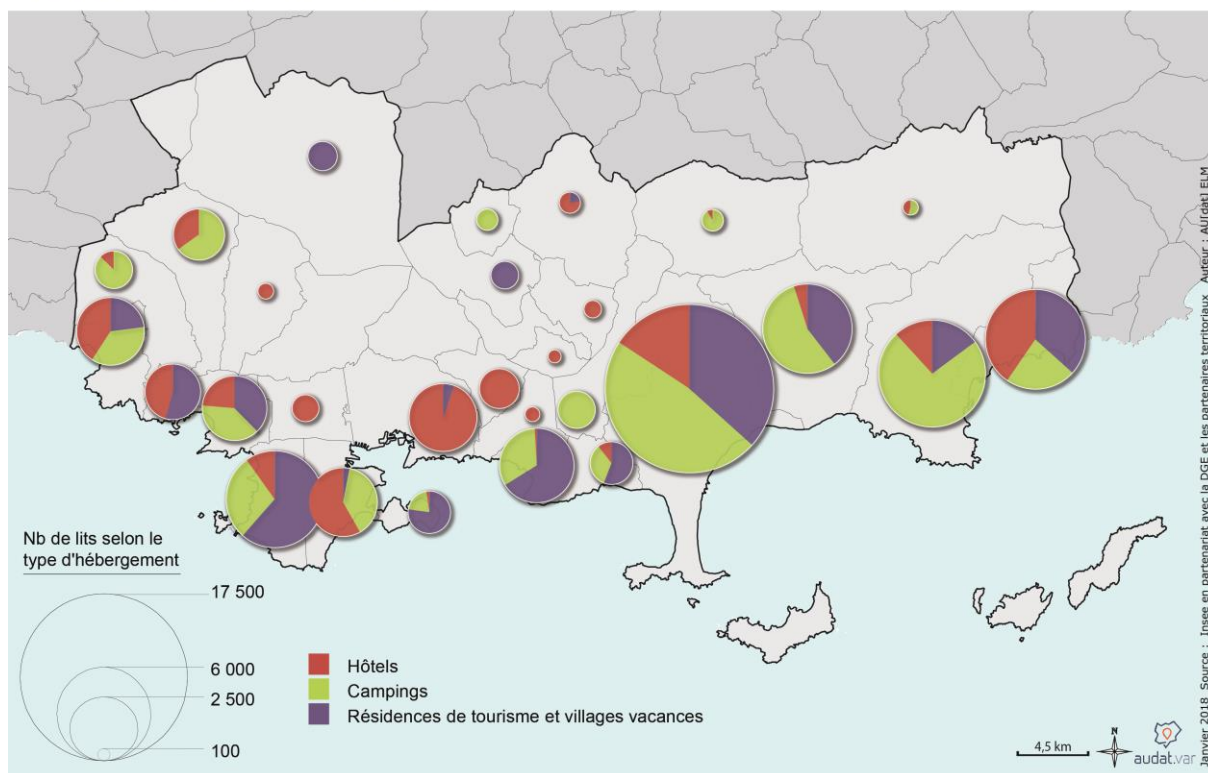 Nb de lits selon le
type d'hébergement
17 500
6 000
2 500
100
Hôtels
Campings
Résidences de tourisme et villages vacances
4,5 km
N
audat.var
Janvier 2018 Source : Insee en partenariat avec la DGE et les partenaires territoriaux Auteur : AU[dat] ELM